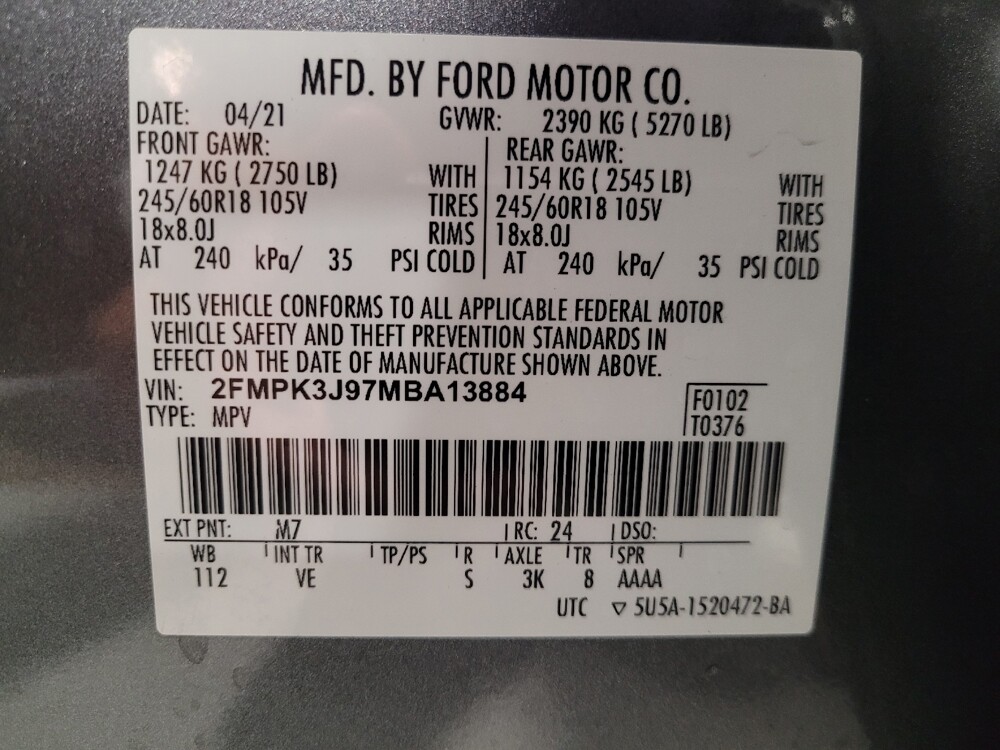 MFD. BY FORD MOTOR CO.
DATE: 04/21 GVWR: 2390 KG ( 5270 LB)
FRONT GAWR: REAR GAWR:
1247 KG ( 2750 LB) WITH 1154 KG ( 2545 LB) WITH
245/60R18 105V TIRES 245/60R18 105V TIRES
18x8.0J RIMS 18x8.0J RIMS
AT 240 kPa/ 35 PSI COLD AT 240 kPa/ 35 PSI COLD
THIS VEHICLE CONFORMS TO ALL APPLICABLE FEDERAL MOTOR
VEHICLE SAFETY AND THEFT PREVENTION STANDARDS IN
EFFECT ON THE DATE OF MANUFACTURE SHOWN ABOVE.
VIN: 2FMPK3J97MBA13884 F0102
TYPE: MPV T0376
EXT PNT: M7 RC: 24 DSO:
WB INT TR TP/PS R AXLE TR SPR
112 VE S 3K 8 AAAA
UTC ▽ 5U5A-1520472-BA